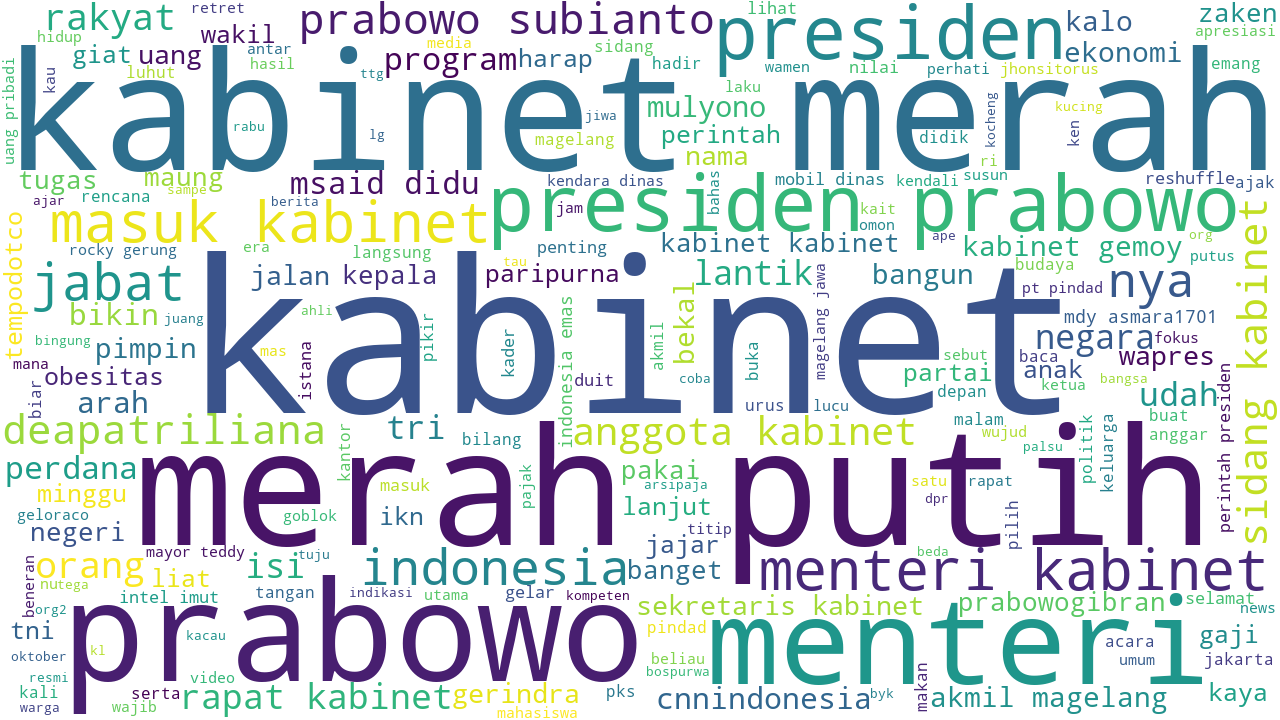 retret
prabowo subianto
lihat
zaken
rakyat
wakil
presiden
kalo
apresiasi
hidup
giat
uang
antar
hasil
media
program
harap
sidang
hadir
wamen
nilai
perhati
jhonsitorus
ekonomi
emang
luhut
kau
ttg
laku
uang pribadi
kabinet merah
rabu
lg
jiwa
mulyono
kucing
kocheng
ken
magelang
perintah
didik
nama
ri
susun
tugas
maung
sampe
msaid didu
kendara dinas
bahas
mobil dinas
kendali
reshuffle
ajak
ajar
rencana
berita
masuk kabinet
presiden prabowo
jam
kait
omon
ape
org
tempodotco
rocky gerung
era
langsung
penting
kabinet kabinet
kabinet gemoy
putus
sidang kabinet
jabat
jalan
kepala
tau
paripurna
lantik
bangun
budaya
nya
pt pindad
bikin
juang
ahli
kabinet
indonesia emas
bekal
magelang jawa
mdy asmara1701
bingung
pimpin
mas
istana
pikir
kader
akmil
buka
negara
fokus
sebut
baca
wapres
mana
obesitas
duit
coba
partai
anak
ketua
bangsa
biar
arah
urus
lucu
depan
udah
deapatriliana
tri
bilang
anggota kabinet
malam
wujud
palsu
politik
keluarga
buat
anggar
perintah presiden
kantor
merah putih
perdana
masuk
pajak
pakai
arsipaja
satu
rapat
minggu
dpr
geloraco
goblok
ikn
lanjut
titip
pilih
negeri
mayor teddy
jajar
beda
beneran
orang
isi
tuju
indonesia
banget
menteri kabinet
nutega
liat
intel imut
tangan
indikasi
utama
gelar
kompeten
sekretaris kabinet
prabowogibran
selamat
org2
news
tni
kacau
prabowo
pindad
menteri
acara
gaji
oktober
kl
beliau
umum
jakarta
resmi
video
bospurwa
makan
kali
serta
rapat kabinet
gerindra
pks
cnnindonesia
byk
akmil magelang
kaya
warga
wajib
mahasiswa